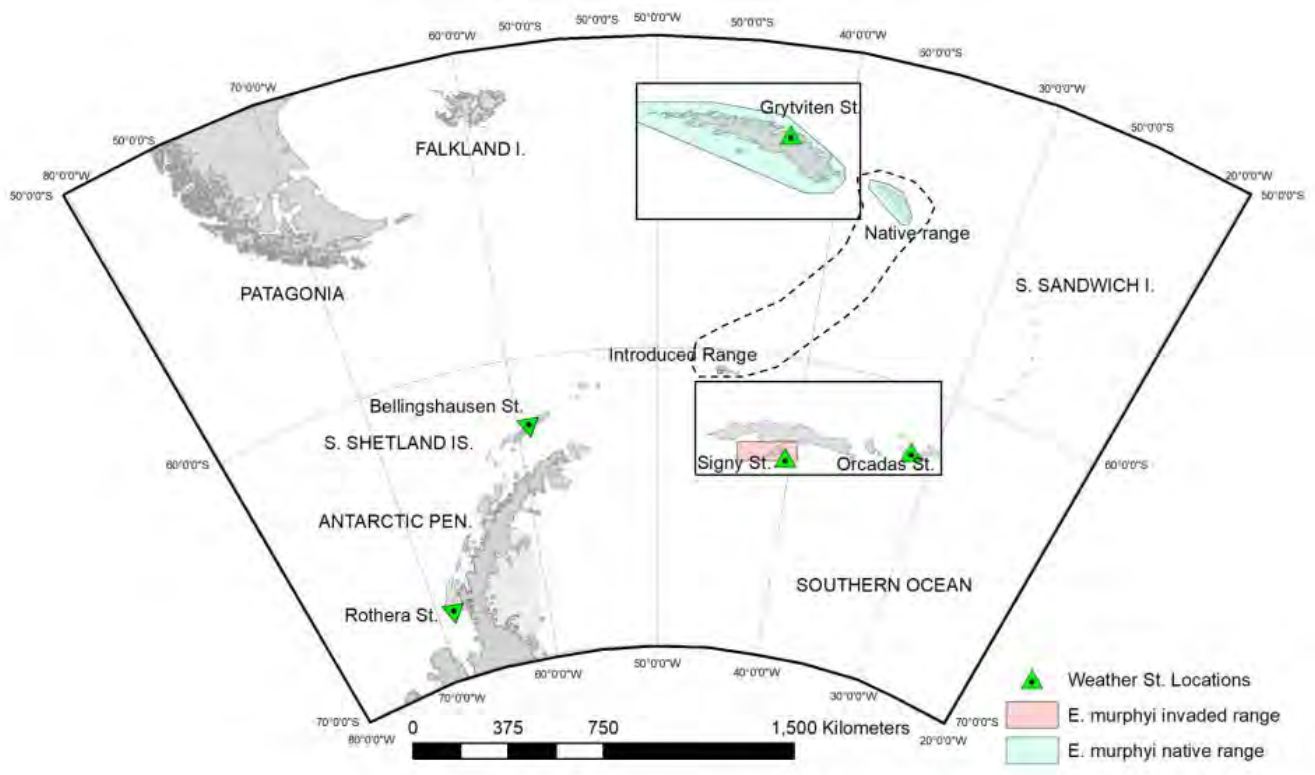 50°0'0"W
60°0'0"W
50°0'0"S
50°0'0"S
50°0'0"S
40°0'0"W
50°0'0"S
70°0'0"W
30°0'0"W
50°0'0"S
50°0'0"S
80°0'0"W
50°0'0"S
20°0'0"W
50°0'0"S
Grytviten St.
FALKLAND I.
Native range
PATAGONIA
S. SANDWICH I.
Introduced Range
Bellingshausen St.
S. SHETLAND IS.
Signy St.
Orcadas St.
60°0'0"S
60°0'0"S
ANTARCTIC PEN.
SOUTHERN OCEAN
Rothera St.
50°0'0"W
60°0'0"W
40°0'0"W
70°0'0"W
30°0'0"W
70°0'0"S
80°0'0"W
70°0'0"S
20°0'0"W
0 375 750 1,500 Kilometers
Weather St. Locations
E. murphyi invaded range
E. murphyi native range